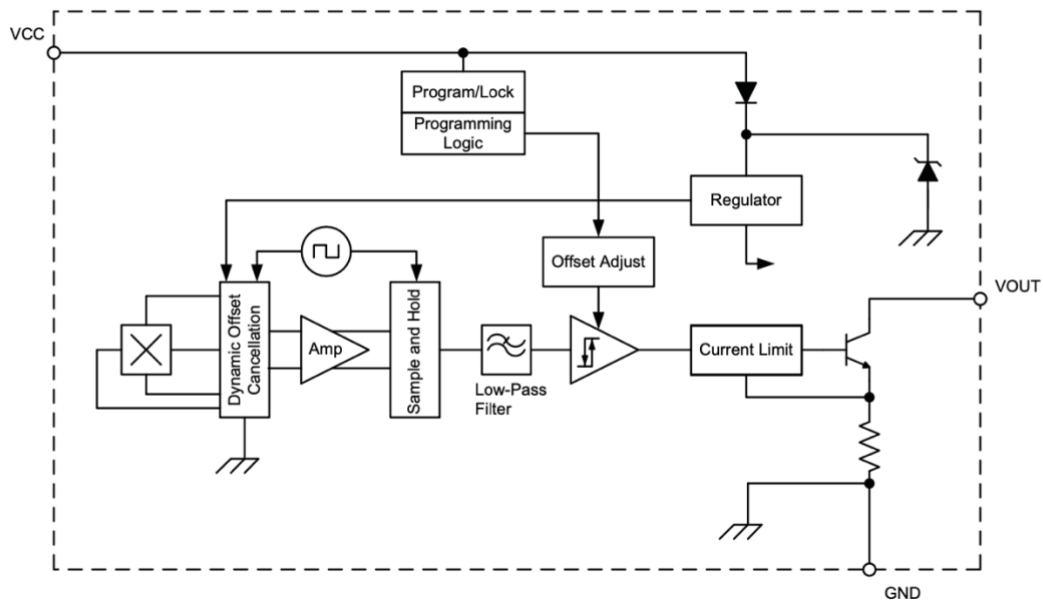 VCC
Program/Lock
Programming
Logic
Regulator
Offset Adjust
VOUT
Dynamic Offset
Cancellation
Amp
Sample and Hold
Low-Pass
Filter
Current Limit
GND